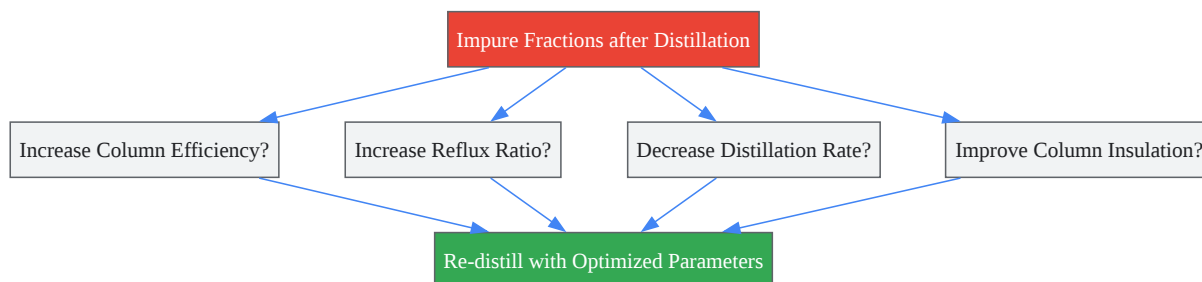 Impure Fractions after Distillation
Increase Column Efficiency?
Increase Reflux Ratio?
Decrease Distillation Rate?
Improve Column Insulation?
Re-distill with Optimized Parameters